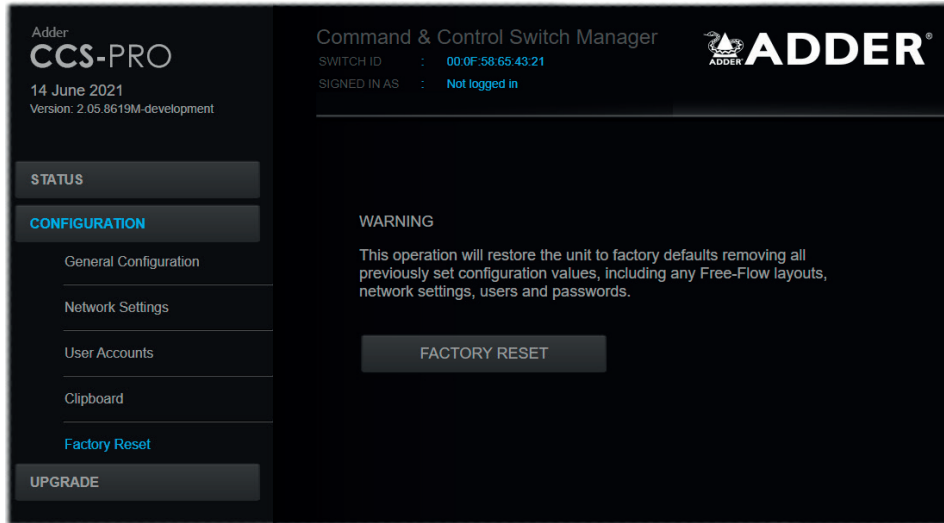 Adder
CCS-PRO
14 June 2021
Version: 2.05.8619M-development
STATUS
CONFIGURATION
General Configuration
Network Settings
User Accounts
Clipboard
Factory Reset
UPGRADE
Command & Control Switch Manager
SWITCH ID : 00:0F:58:65:43:21
SIGNED IN AS : Not logged in
ADDER
ADDER®
WARNING
This operation will restore the unit to factory defaults removing all
previously set configuration values, including any Free-Flow layouts,
network settings, users and passwords.
FACTORY RESET